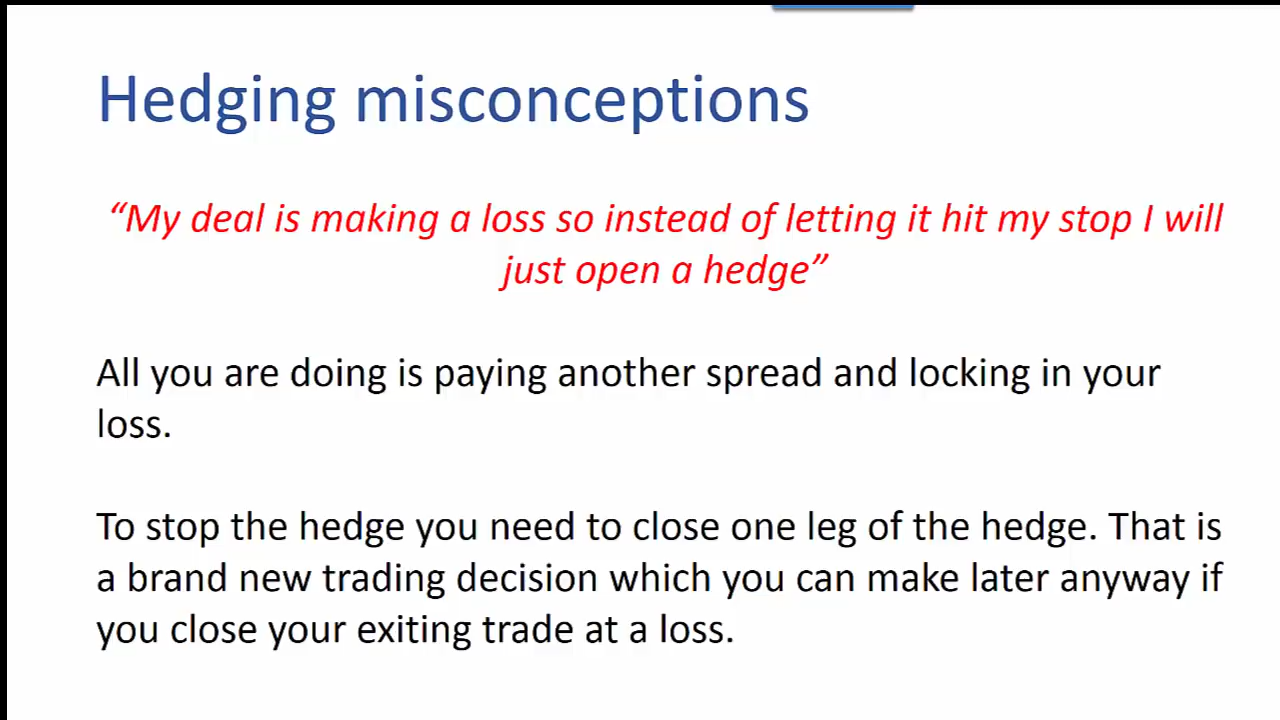 Hedging misconceptions
“My deal is making a loss so instead of letting it hit my stop I will
just open a hedge”
All you are doing is paying another spread and locking in your
loss.
To stop the hedge you need to close one leg of the hedge. That is
a brand new trading decision which you can make later anyway if
you close your exiting trade at a loss.